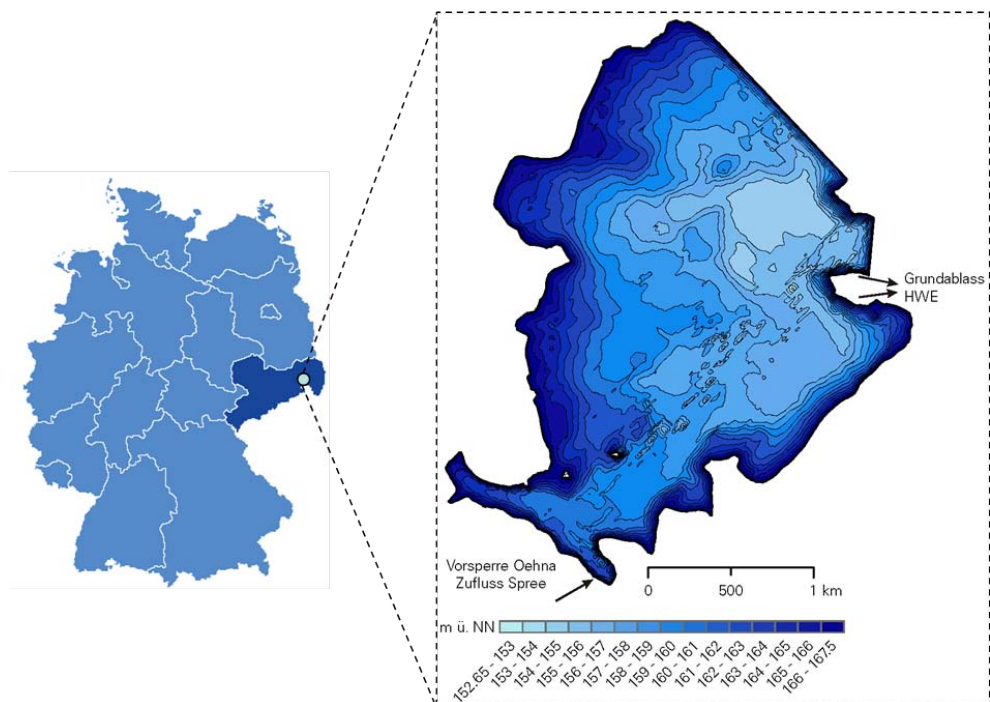 Grundablass
HWE
Vorsperre Oehna
Zufluss Spree
0 500 1 km
m ü. NN
152.65 - 153
153 - 154
154 - 155
155 - 156
156 - 157
157 - 158
158 - 159
159 - 160
160 - 161
161 - 162
162 - 163
163 - 164
164 - 165
165 - 166
166 - 167.5